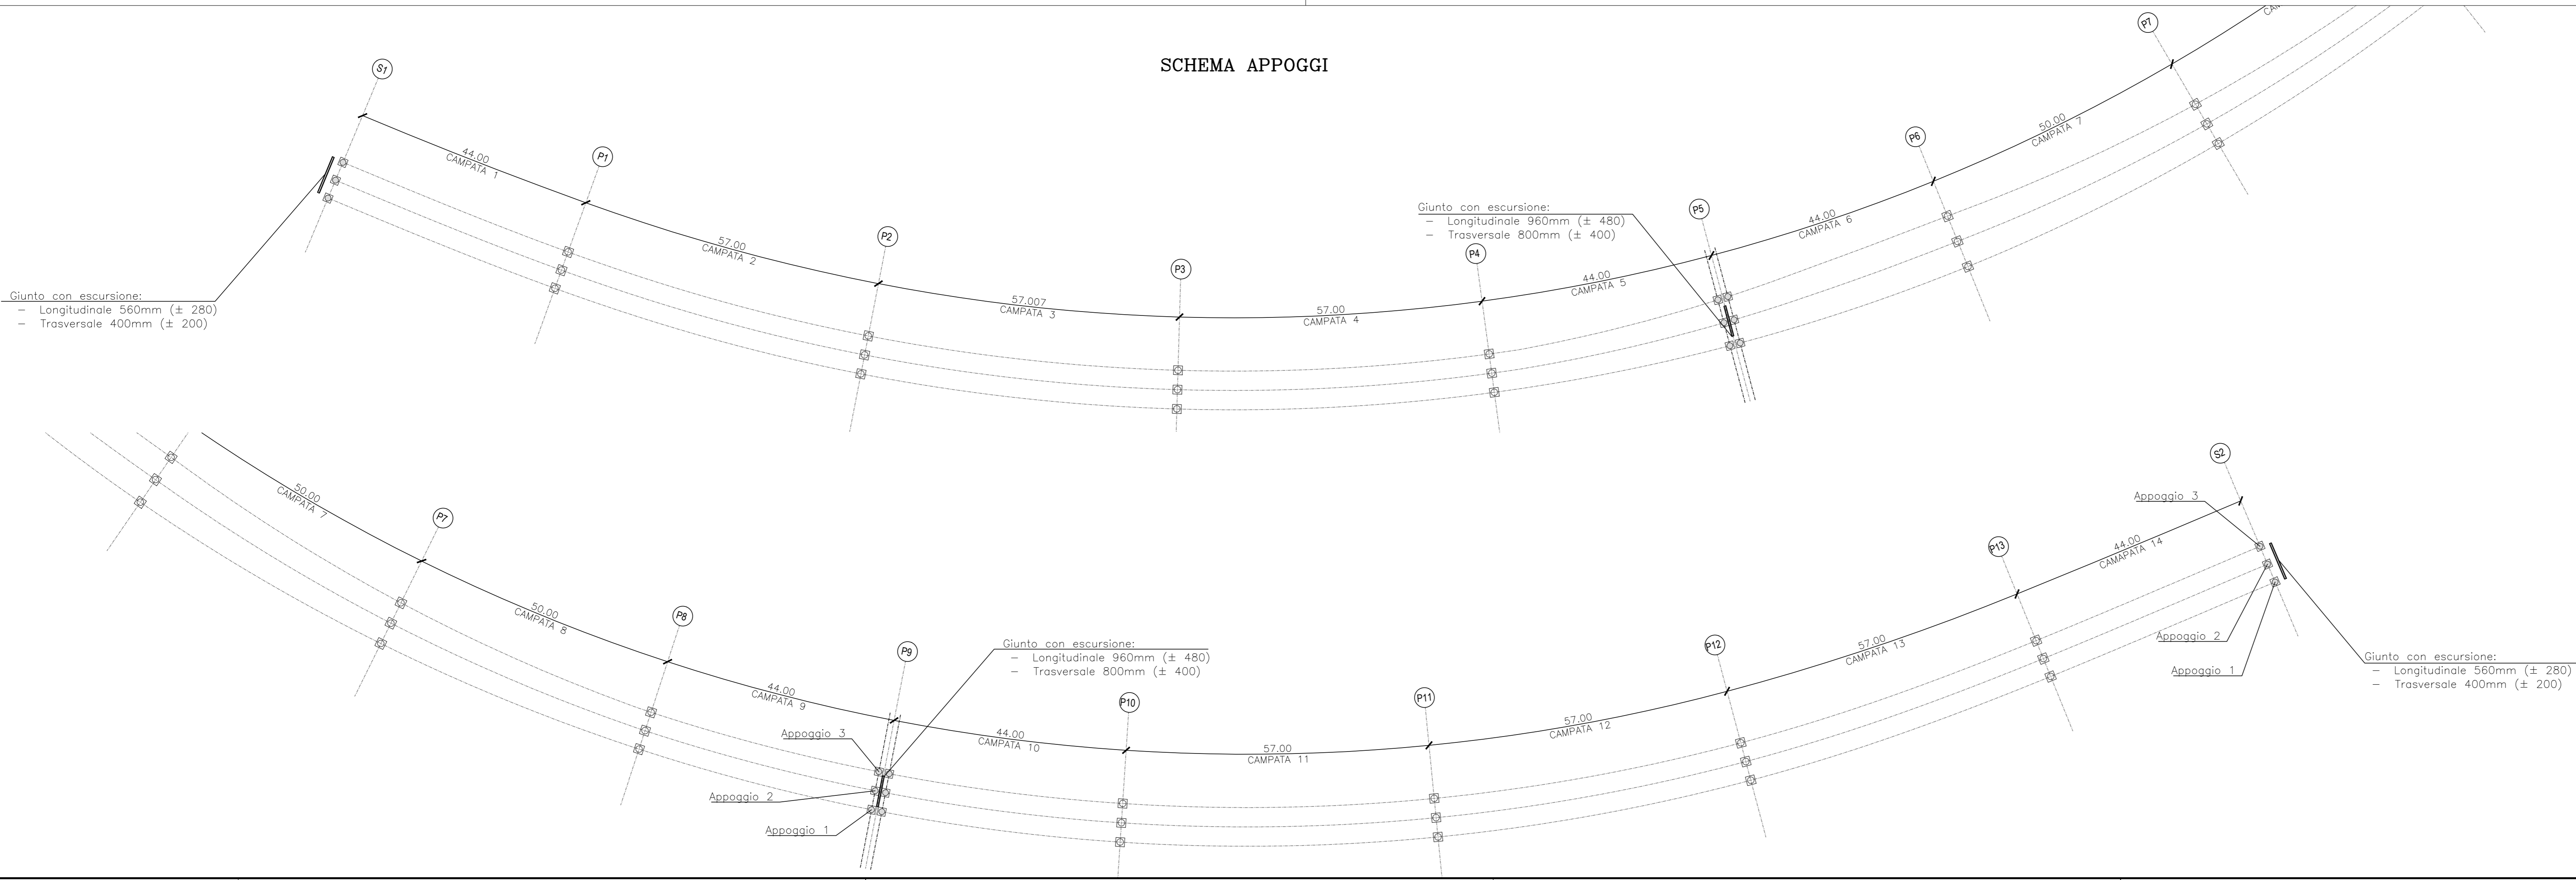 SCHEMA APPOGGI
S1
44.00
CAMPATA 1
P1
57.00
CAMPATA 2
P2
57.007
CAMPATA 3
P3
57.00
CAMPATA 4
P4
44.00
CAMPATA 5
P5
44.00
CAMPATA 6
P6
50.00
CAMPATA 7
P7
Giunto con escursione:
– Longitudinale 560mm (± 280)
– Trasversale 400mm (± 200)
Giunto con escursione:
– Longitudinale 960mm (± 480)
– Trasversale 800mm (± 400)
50.00
CAMPATA 7
P7
50.00
CAMPATA 8
P8
44.00
CAMPATA 9
P9
44.00
CAMPATA 10
P10
57.00
CAMPATA 11
P11
57.00
CAMPATA 12
P12
57.00
CAMPATA 13
P13
44.00
CAMAPATA 14
S2
Appoggio 3
Appoggio 2
Appoggio 1
Giunto con escursione:
– Longitudinale 960mm (± 480)
– Trasversale 800mm (± 400)
Appoggio 3
Appoggio 2
Appoggio 1
Giunto con escursione:
– Longitudinale 560mm (± 280)
– Trasversale 400mm (± 200)